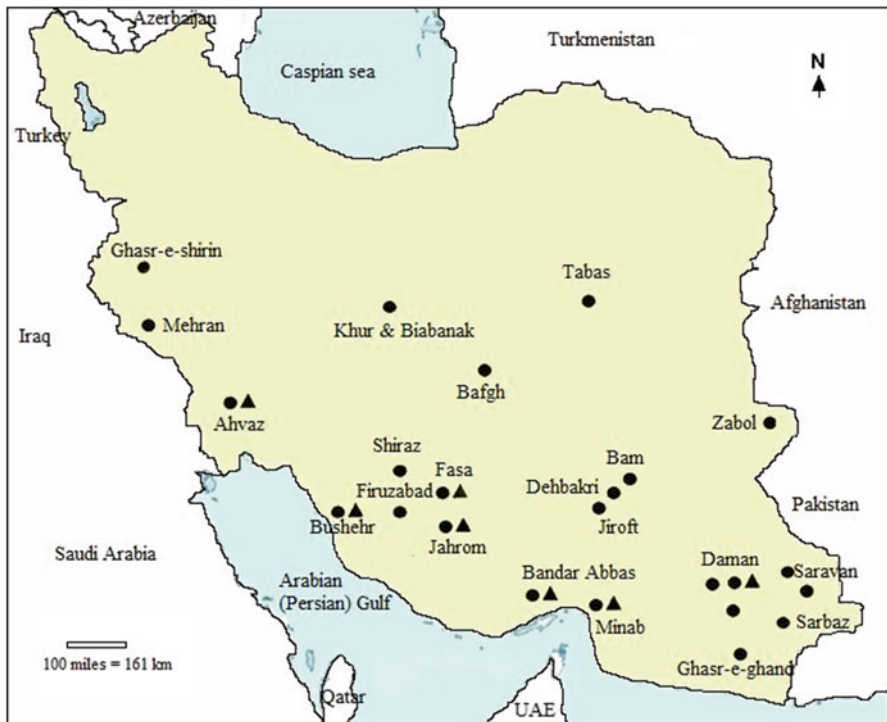 Azerbaijan
Turkmenistan
N
Caspian sea
Turkey
Ghasr-e-shirin
Tabas
Afghanistan
Iraq
Mehran
Khur & Biabanak
Bafgh
Ahvaz
Zabol
Shiraz
Fasa
Bam
Firuzabad
Dehbakri
Pakistan
Bushehr
Jiroft
Jahrom
Saudi Arabia
Daman
Saravan
Arabian
(Persian) Gulf
Bandar Abbas
Minab
Sarbaz
100 miles = 161 km
Ghasr-e-ghand
Qatar
UAE